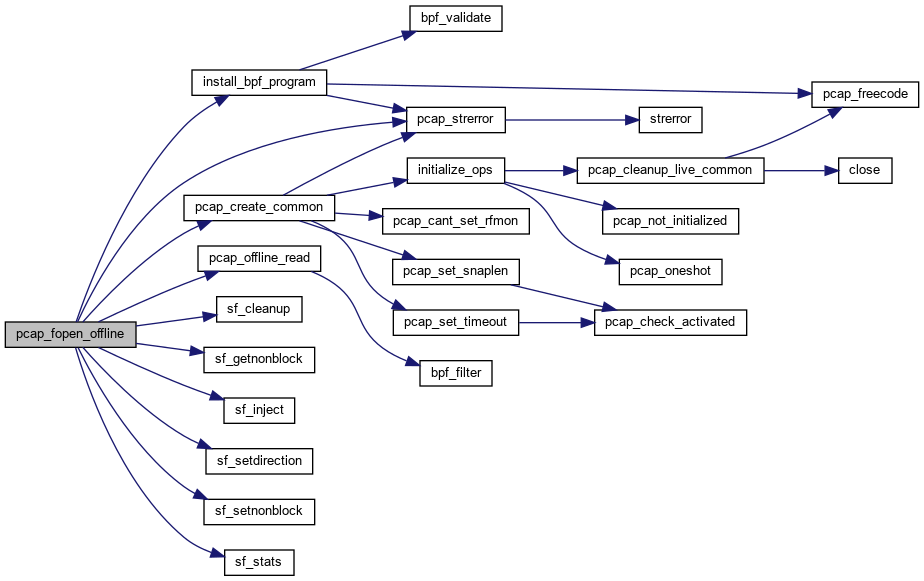 bpf_validate
install_bpf_program
pcap_freecode
pcap_strerror
strerror
initialize_ops
pcap_cleanup_live_common
close
pcap_create_common
pcap_cant_set_rfmon
pcap_not_initialized
pcap_offline_read
pcap_set_snaplen
pcap_oneshot
sf_cleanup
pcap_set_timeout
pcap_check_activated
pcap_fopen_offline
sf_getnonblock
bpf_filter
sf_inject
sf_setdirection
sf_setnonblock
sf_stats